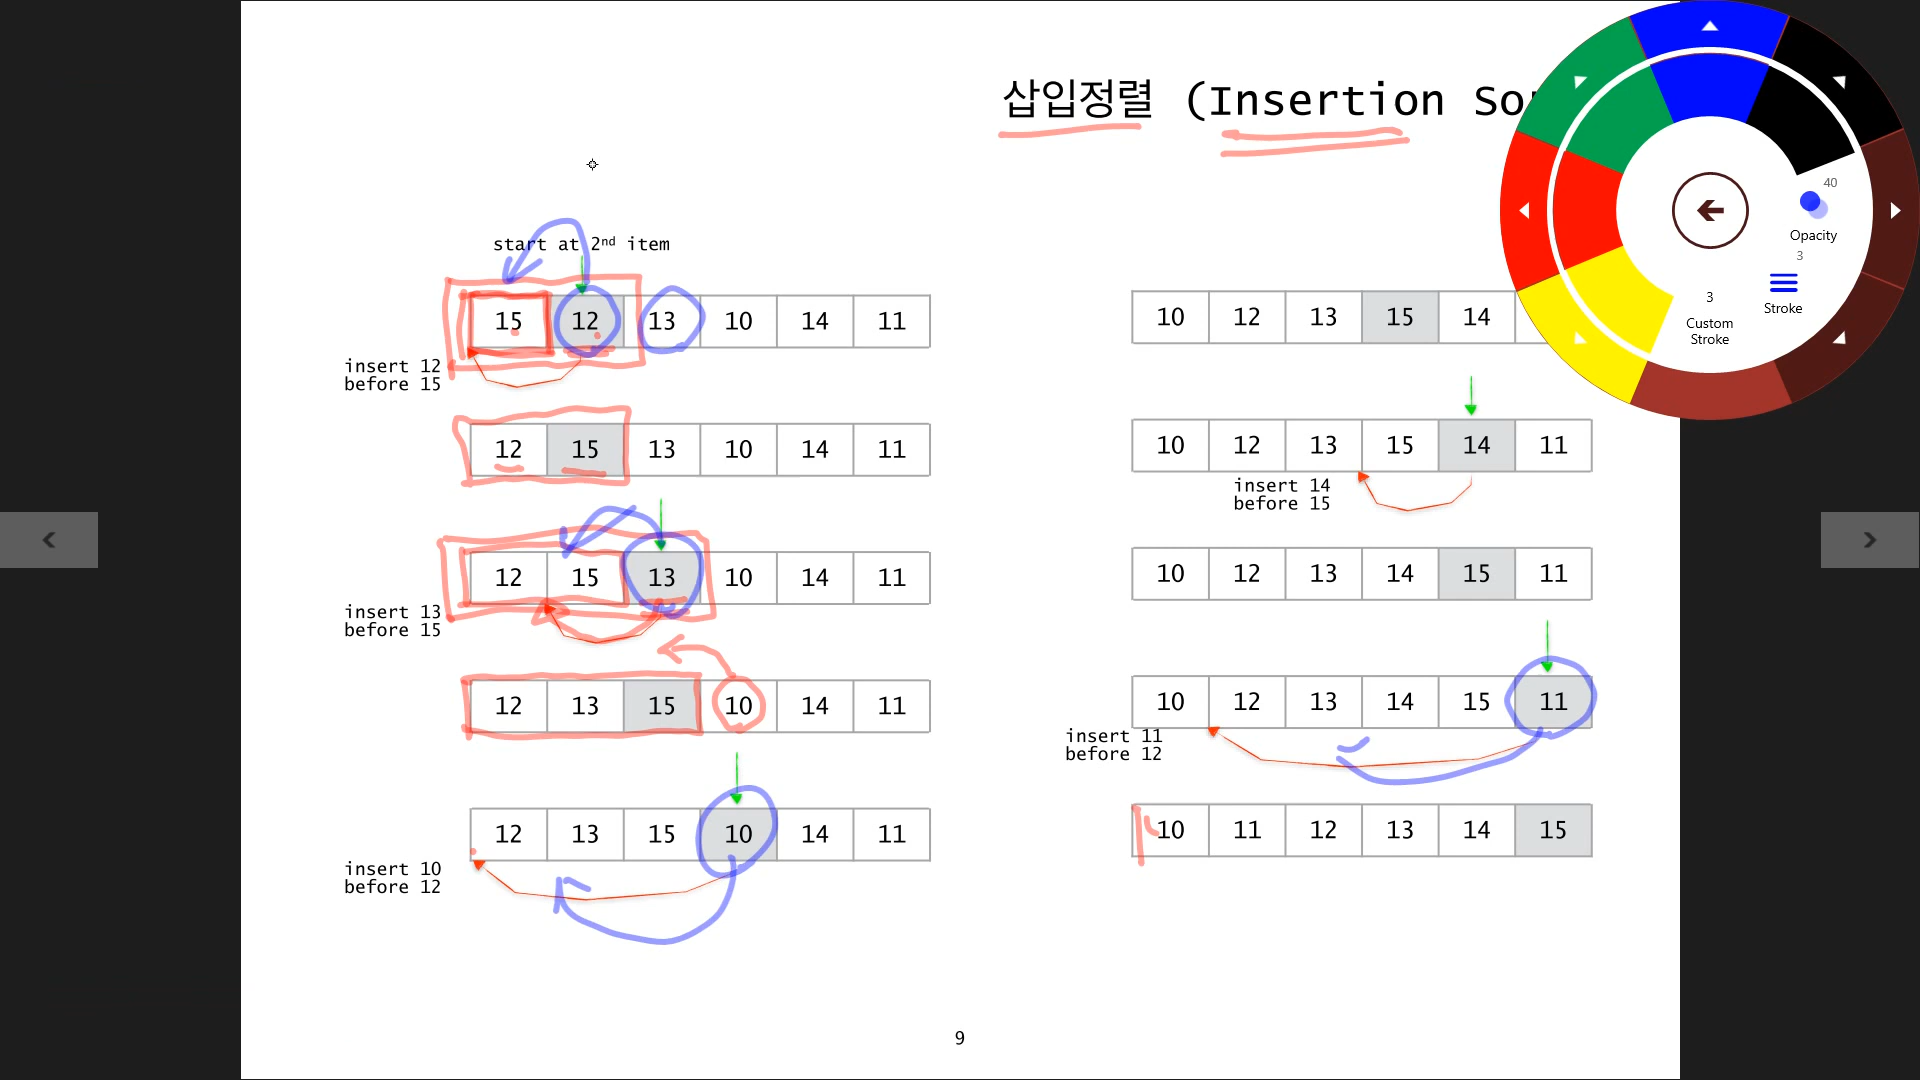 삽입정렬 (Insertion So
start at 2nd item
15 12 13 10 14 11
insert 12
before 15
12 15 13 10 14 11
12 15 13 10 14 11
insert 13
before 15
12 13 15 10 14 11
12 13 15 10 14 11
insert 10
before 12
10 12 13 15 14
10 12 13 15 14 11
insert 14
before 15
10 12 13 14 15 11
10 12 13 14 15 11
insert 11
before 12
10 11 12 13 14 15
9
40
Opacity
3
Stroke
3
Custom
Stroke